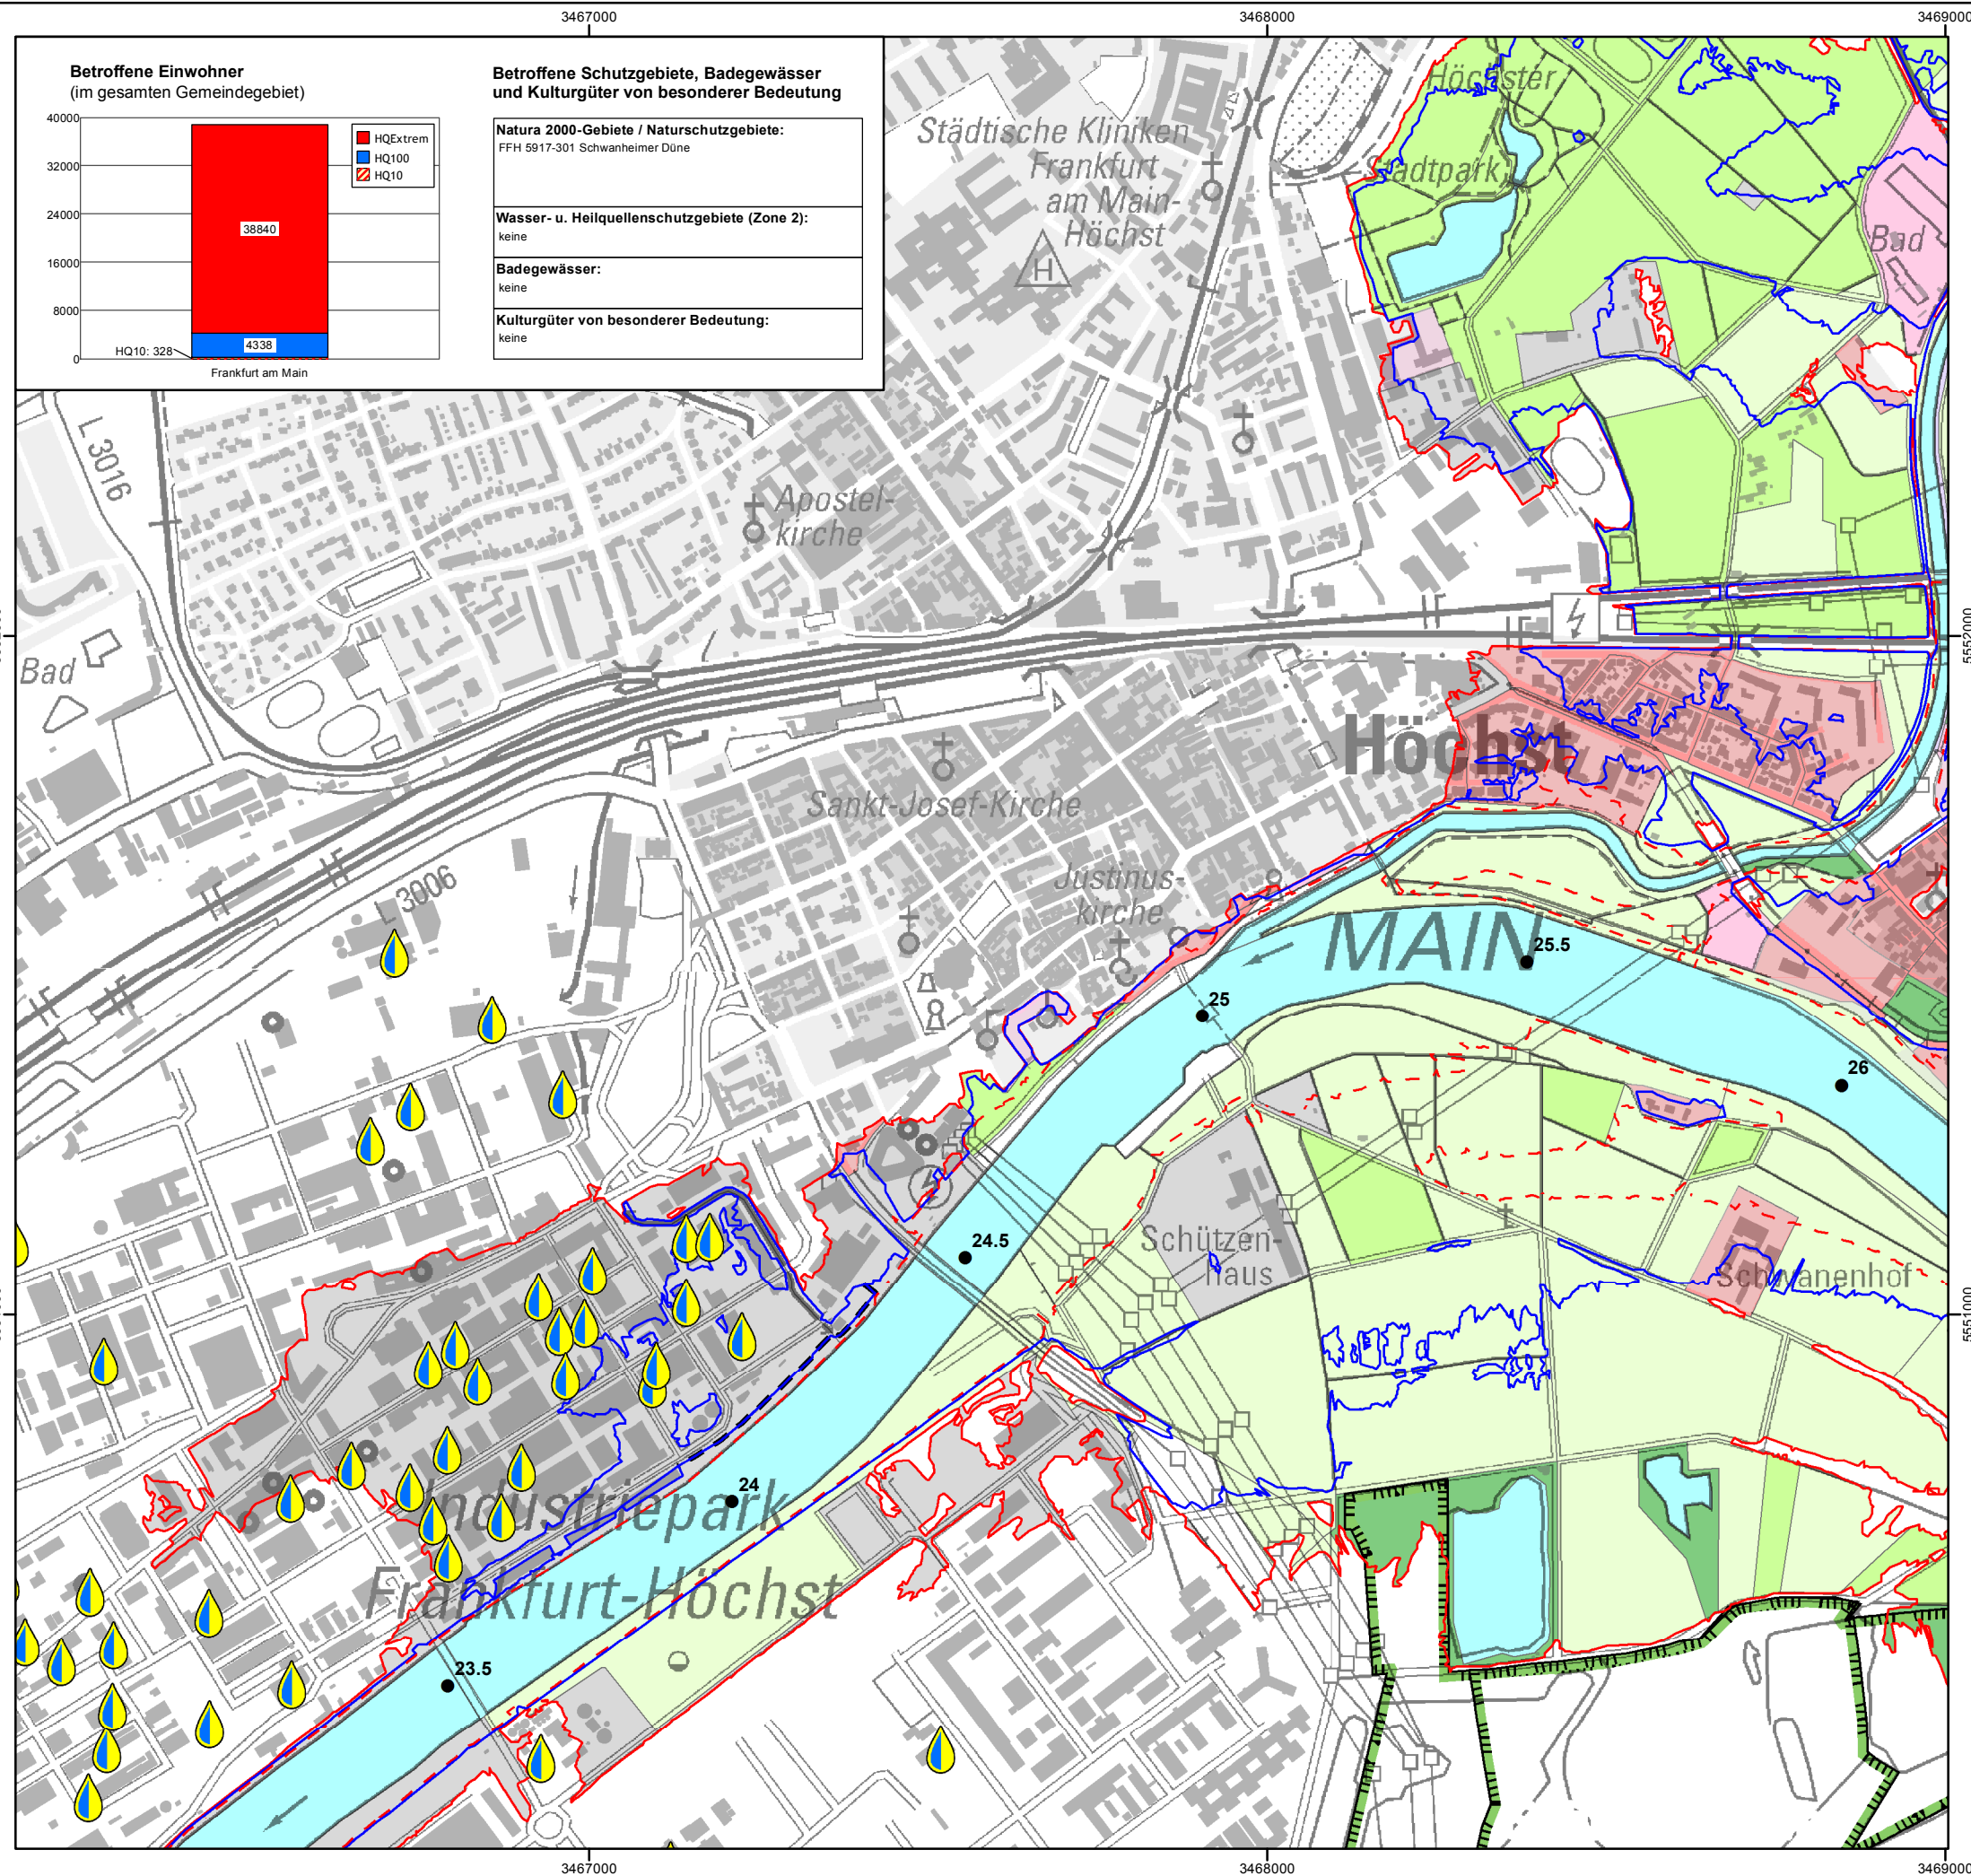 3467000
3468000
3469000
Betroffene Einwohner
(im gesamten Gemeindegebiet)
40000
32000
24000
16000
8000
0
HQExtrem
HQ100
HQ10
38840
4338
HQ10: 328
Frankfurt am Main
Betroffene Schutzgebiete, Badegewässer
und Kulturgüter von besonderer Bedeutung
Natura 2000-Gebiete / Naturschutzgebiete:
FFH 5917-301 Schwanheimer Düne
Wasser- u. Heilquellenschutzgebiete (Zone 2):
keine
Badegewässer:
keine
Kulturgüter von besonderer Bedeutung:
keine
Höchster
Stadtpark
Städtische Kliniken
Frankfurt
am Main-
Höchst
H
Bad
L 3016
Apostel-
kirche
Bad
5552000
Höchst
Sankt-Josef-Kirche
L 3006
Justinus-
kirche
MAIN
25.5
25
26
24.5
Schützen-
haus
Schwanenhof
5551000
24
Industriepark
Frankfurt-Höchst
23.5
3467000
3468000
3469000